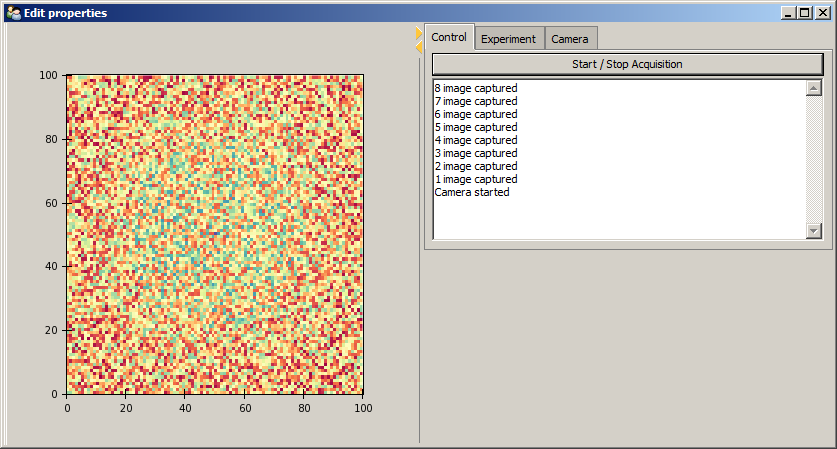 Edit properties
Control
Experiment
Camera
Start / Stop Acquisition
8 image captured
7 image captured
6 image captured
5 image captured
4 image captured
3 image captured
2 image captured
1 image captured
Camera started
100
80
60
40
20
0
0
20
40
60
80
100